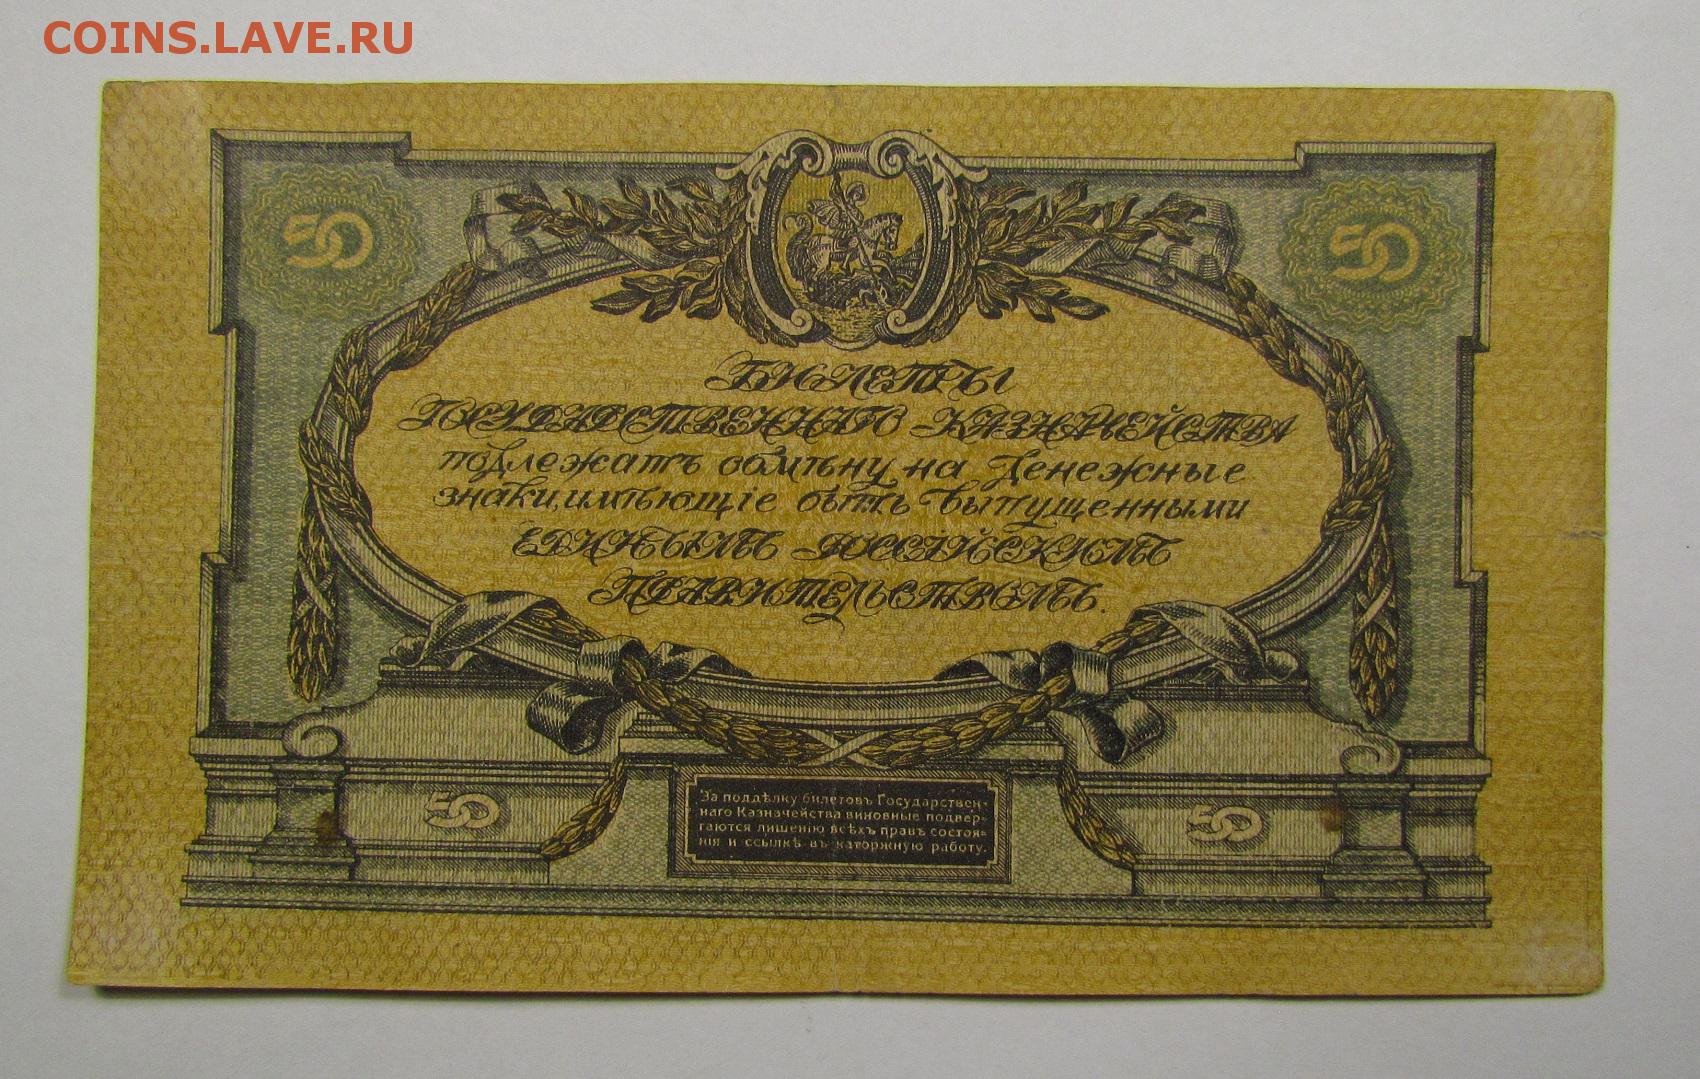 COINS.LAVE.RU
50 50
БИЛЕТЫ
ГОСУДАРСТВЕННАГО КАЗНАЧЕЙСТВА
подлежатъ обмѣну на денежные
знаки, имѣющіе быть выпущенными
ЕДИНЫМЪ РОССІЙСКИМЪ
ПРАВИТЕЛЬСТВОМЪ.
50 50
За поддѣлку билетовъ Государствен-
наго Казначейства виновные подвер-
гаются лишенію всѣхъ правъ состоя-
нія и ссылкѣ въ каторжную работу.